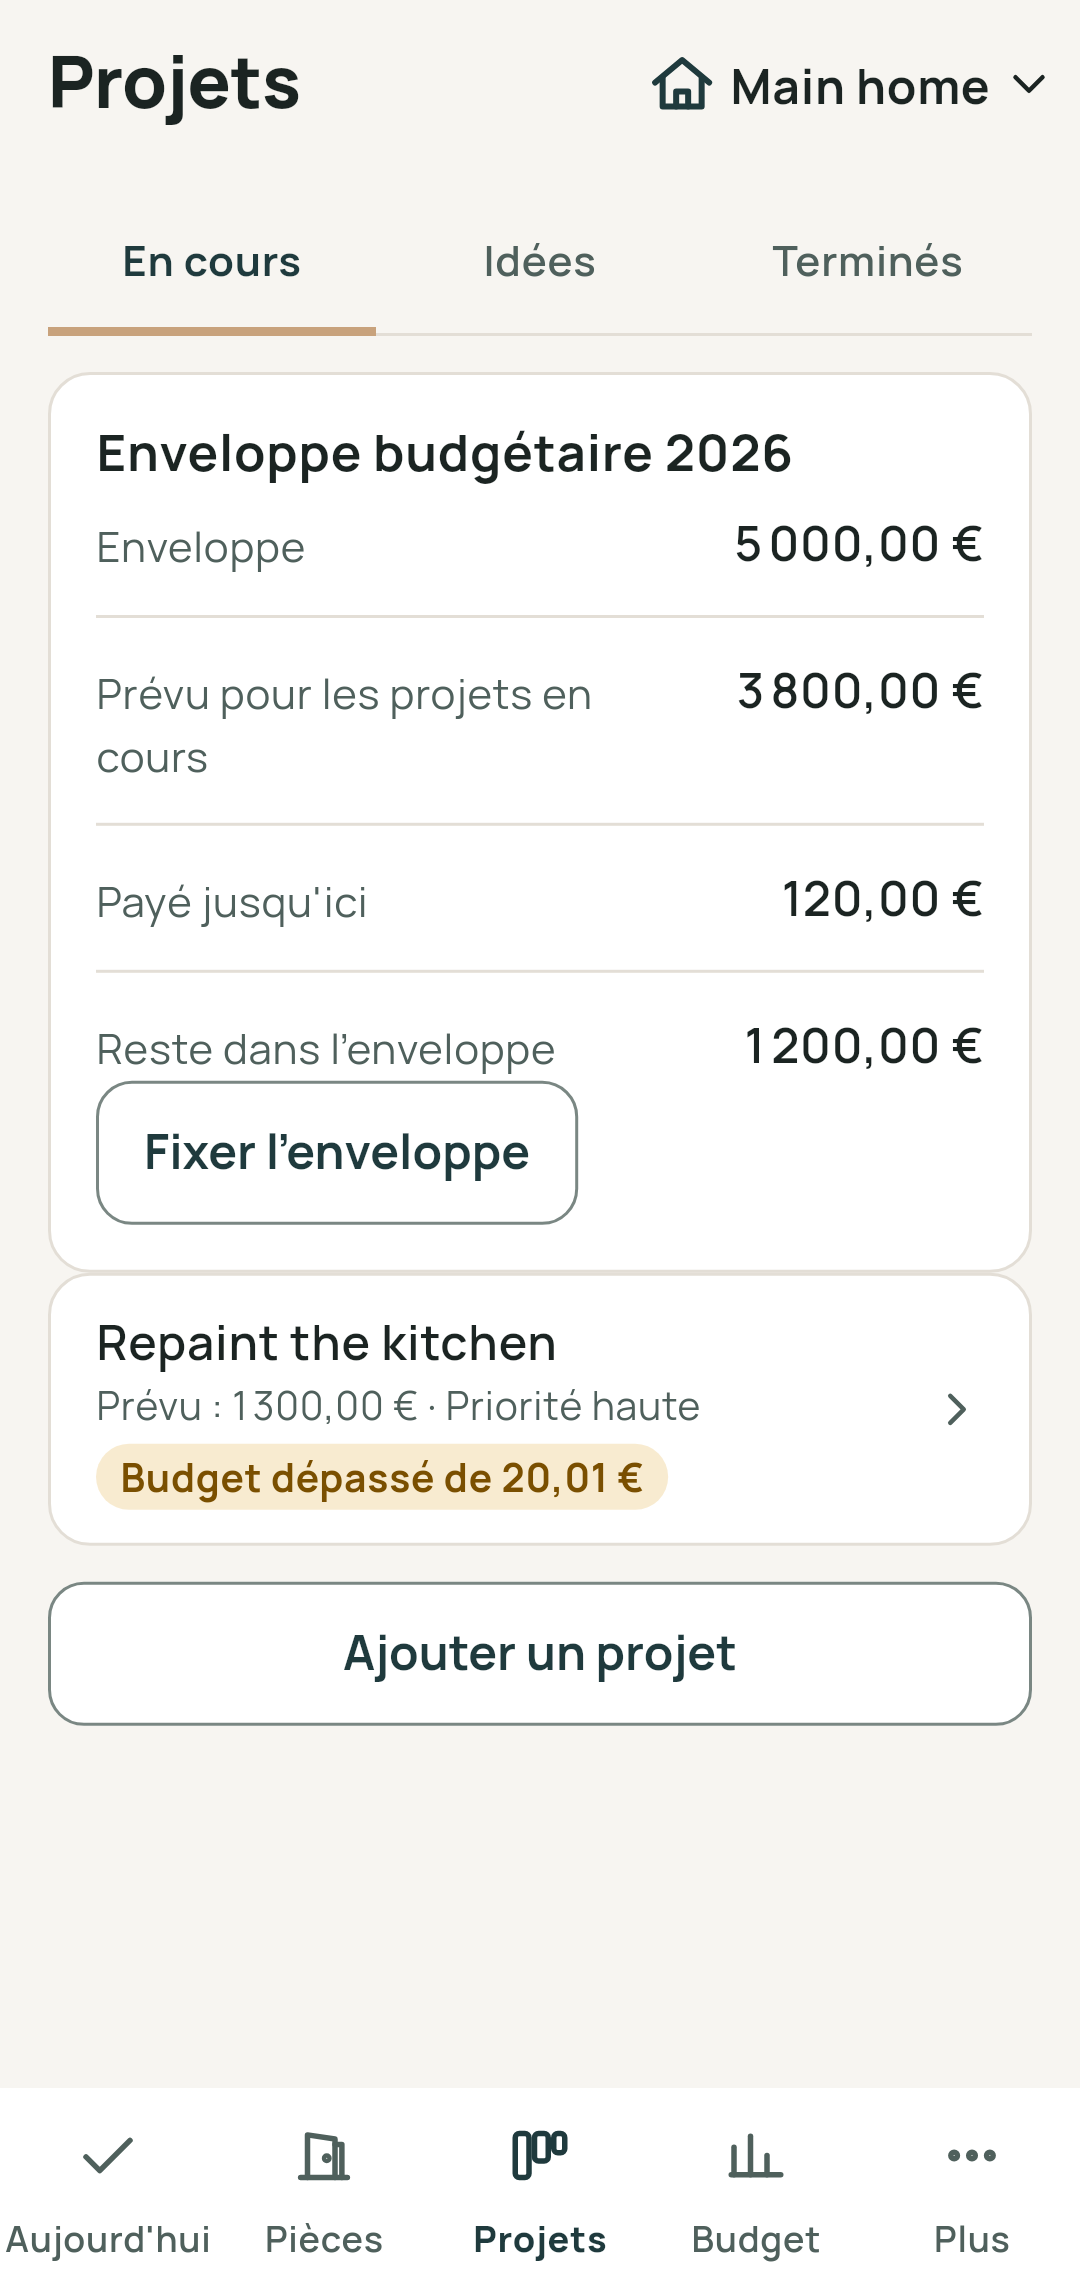 Projets
Main home
En cours
Idées
Terminés
Enveloppe budgétaire 2026
Enveloppe
5 000,00 €
Prévu pour les projets en
cours
3 800,00 €
Payé jusqu'ici
120,00 €
Reste dans l’enveloppe
1 200,00 €
Fixer l’enveloppe
Repaint the kitchen
Prévu : 1 300,00 € · Priorité haute
Budget dépassé de 20,01 €
Ajouter un projet
Aujourd'hui
Pièces
Projets
Budget
Plus